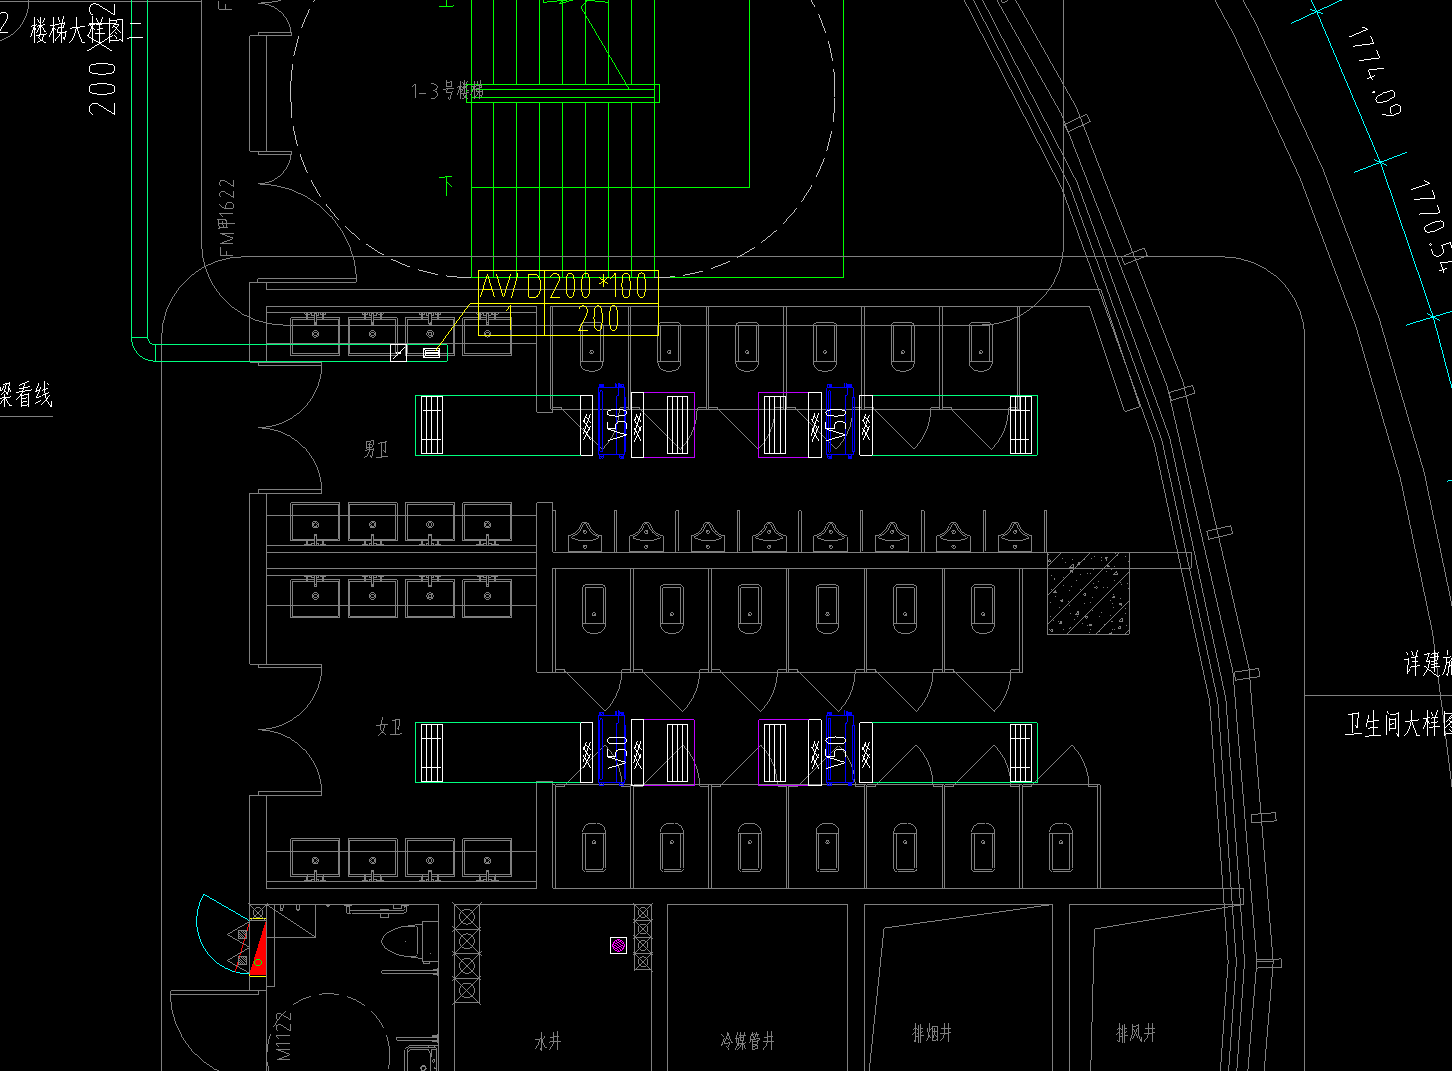 楼梯大样图二
200
1-3号楼梯
下
FM甲1622
1774.09
1770.54
AV/D 200*100
1 200
梁看线
男卫
V50
V50
女卫
V50
V50
详建施
卫生间大样图
M1122
水井
冷媒管井
排烟井
排风井